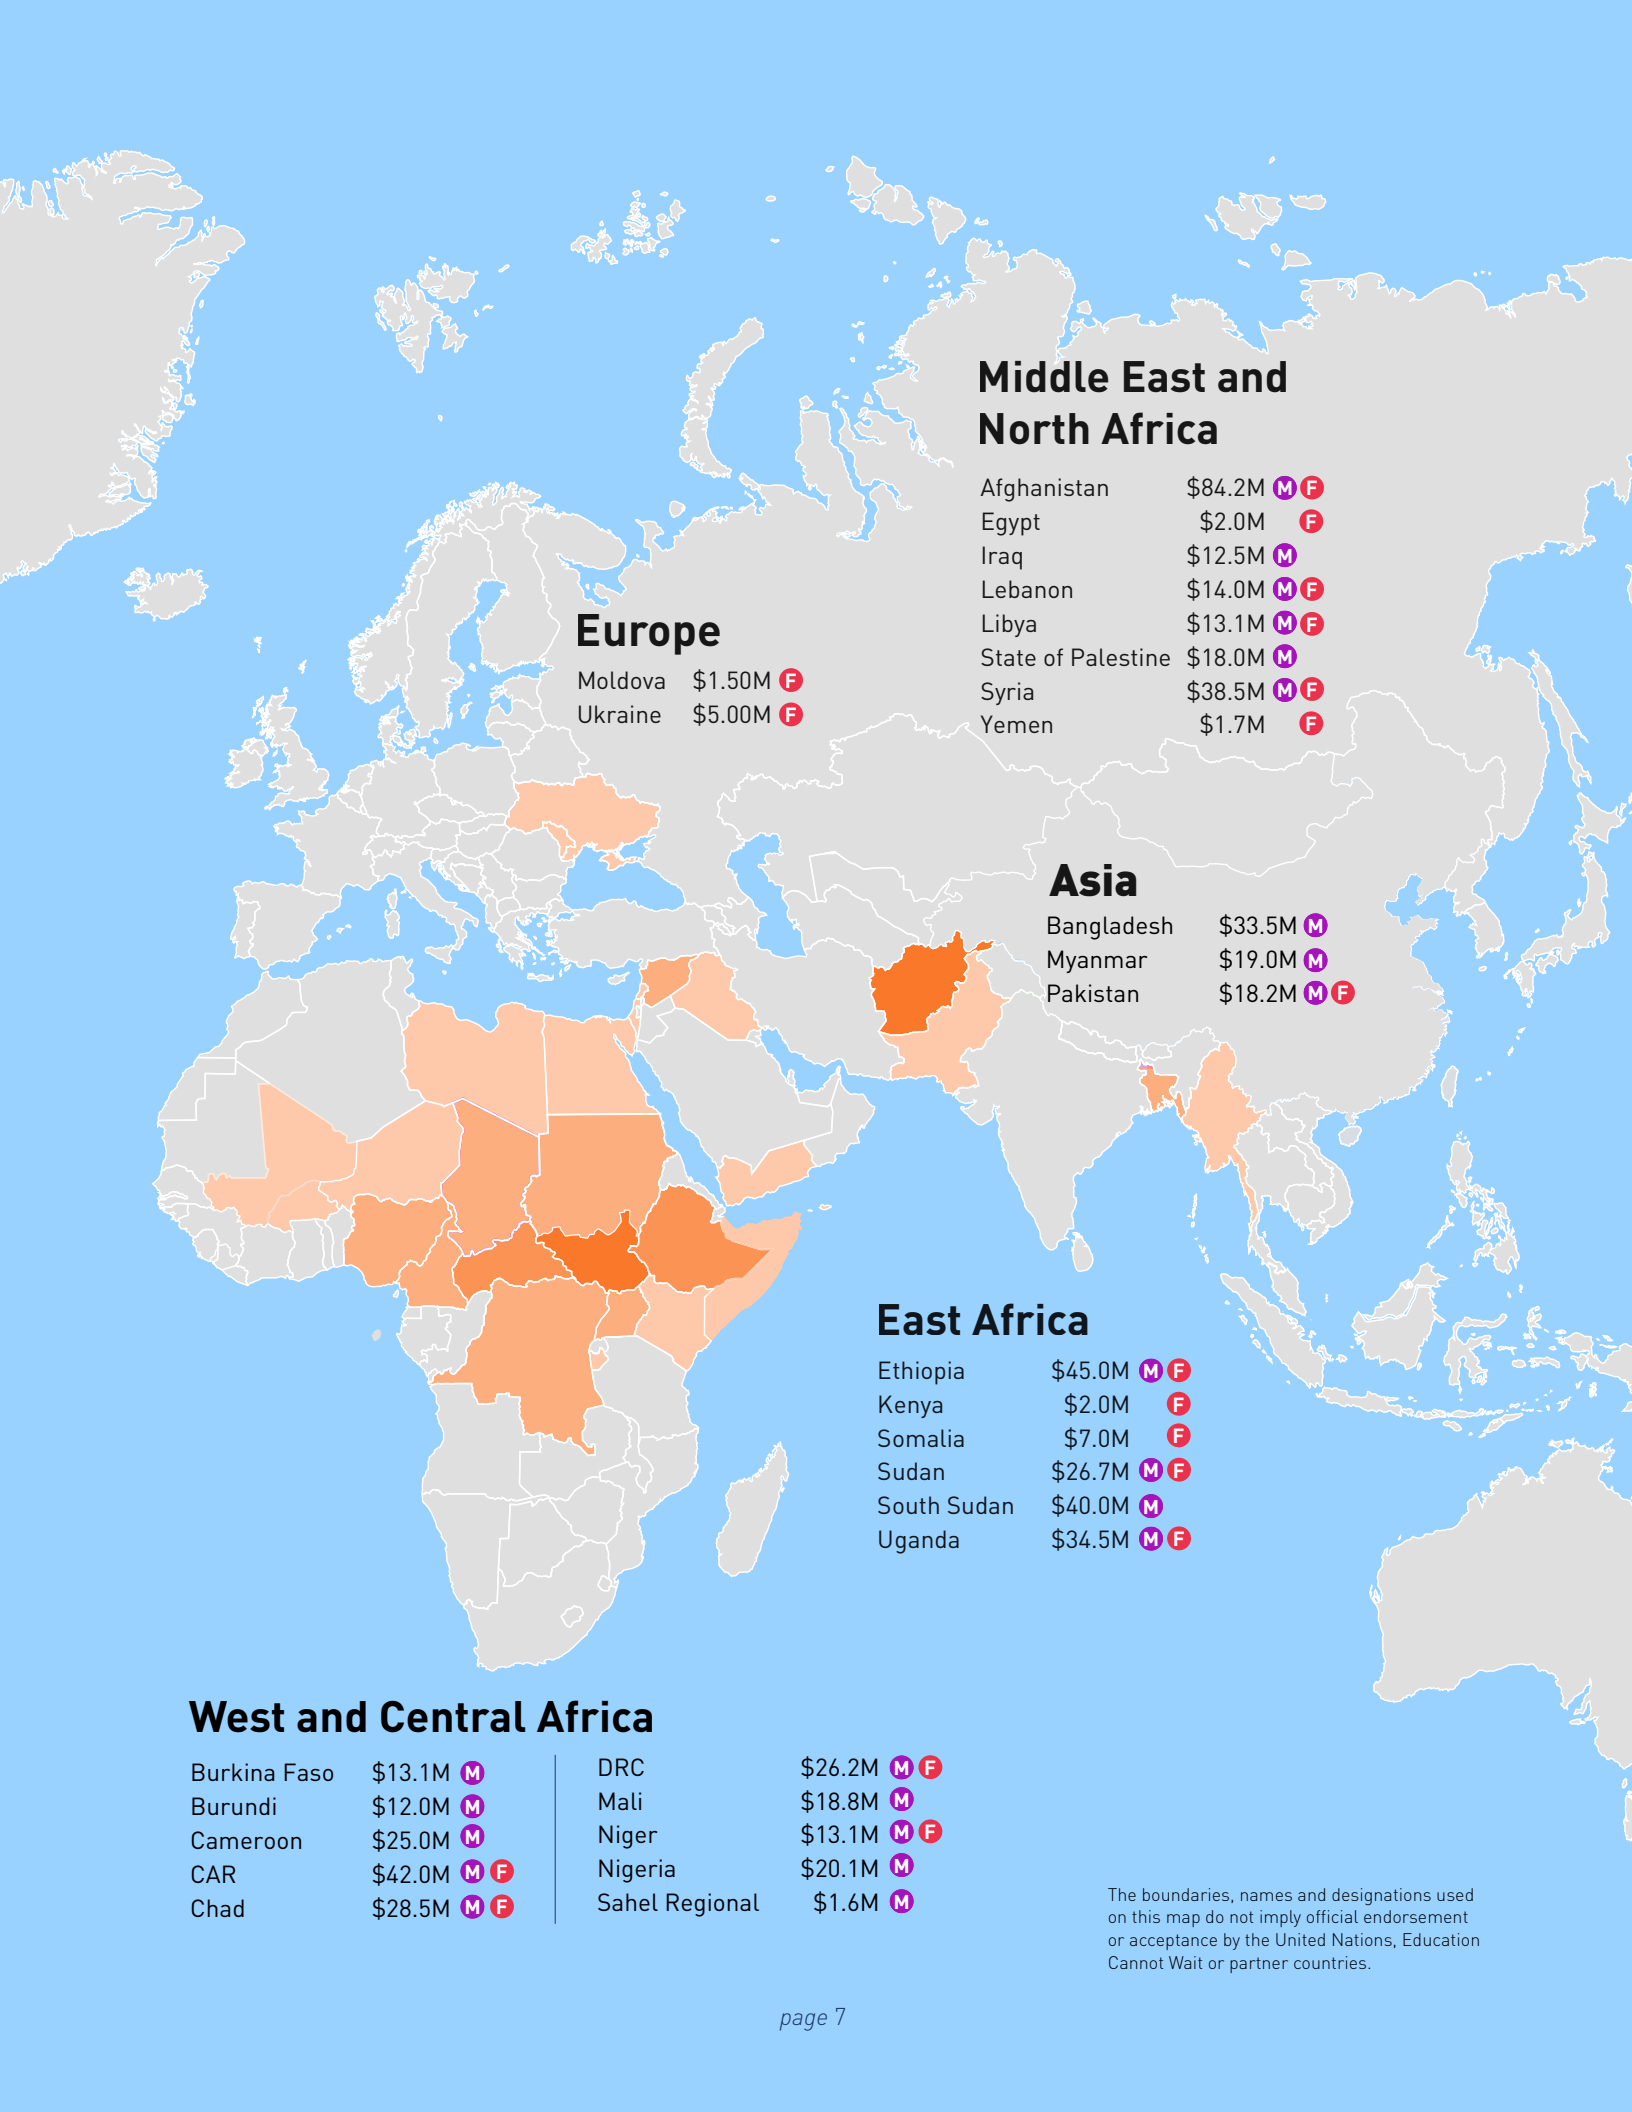 Middle East and
North Africa
Afghanistan $84.2M M F
Egypt $2.0M F
Iraq $12.5M M
Lebanon $14.0M M F
Libya $13.1M M F
State of Palestine $18.0M M
Syria $38.5M M F
Yemen $1.7M F
Europe
Moldova $1.50M F
Ukraine $5.00M F
Asia
Bangladesh $33.5M M
Myanmar $19.0M M
Pakistan $18.2M M F
East Africa
Ethiopia $45.0M M F
Kenya $2.0M F
Somalia $7.0M F
Sudan $26.7M M F
South Sudan $40.0M M
Uganda $34.5M M F
West and Central Africa
Burkina Faso $13.1M M
Burundi $12.0M M
Cameroon $25.0M M
CAR $42.0M M F
Chad $28.5M M F
DRC $26.2M M F
Mali $18.8M M
Niger $13.1M M F
Nigeria $20.1M M
Sahel Regional $1.6M M
The boundaries, names and designations used
on this map do not imply official endorsement
or acceptance by the United Nations, Education
Cannot Wait or partner countries.
page 7